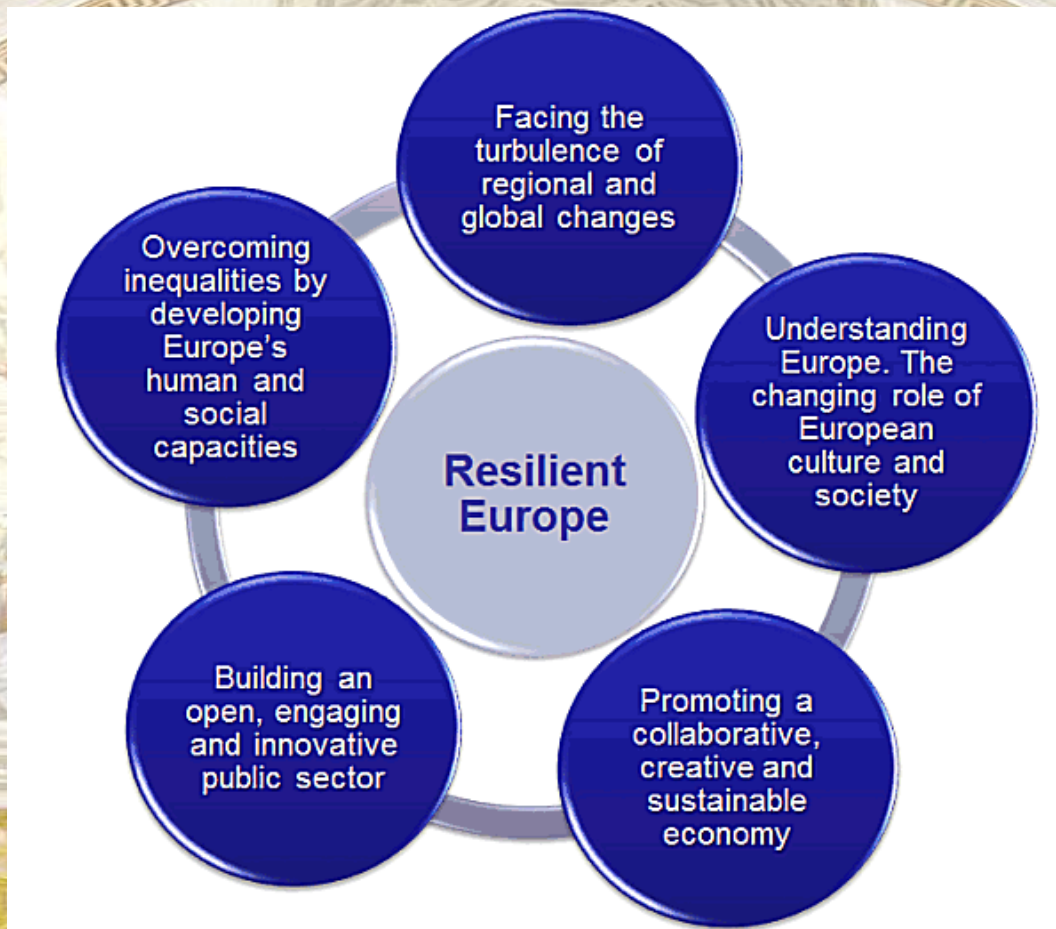 Facing the
turbulence of
regional and
global changes
Understanding
Europe. The
changing role of
European
culture and
society
Promoting a
collaborative,
creative and
sustainable
economy
Building an
open, engaging
and innovative
public sector
Overcoming
inequalities by
developing
Europe’s
human and
social
capacities
Resilient
Europe